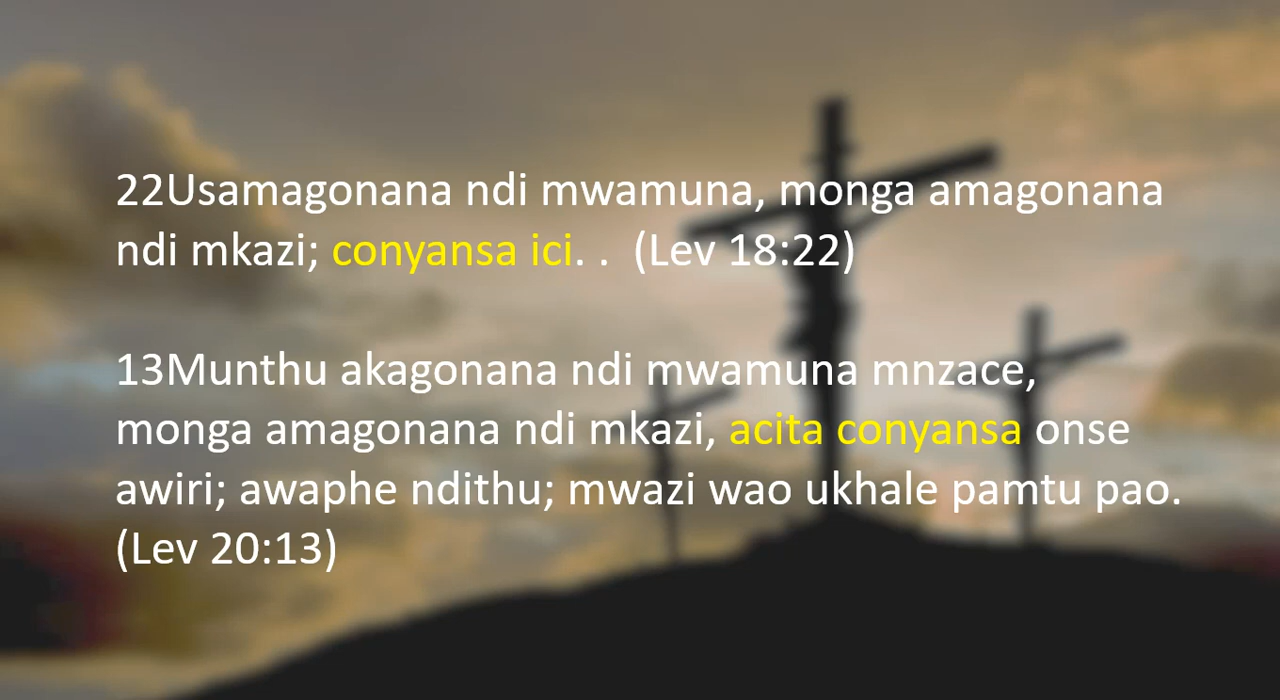 22Usamagonana ndi mwamuna, monga amagonana
ndi mkazi; conyansa ici. .  (Lev 18:22)
13Munthu akagonana ndi mwamuna mnzace,
monga amagonana ndi mkazi, acita conyansa onse
awiri; awaphe ndithu; mwazi wao ukhale pamtu pao.
(Lev 20:13)